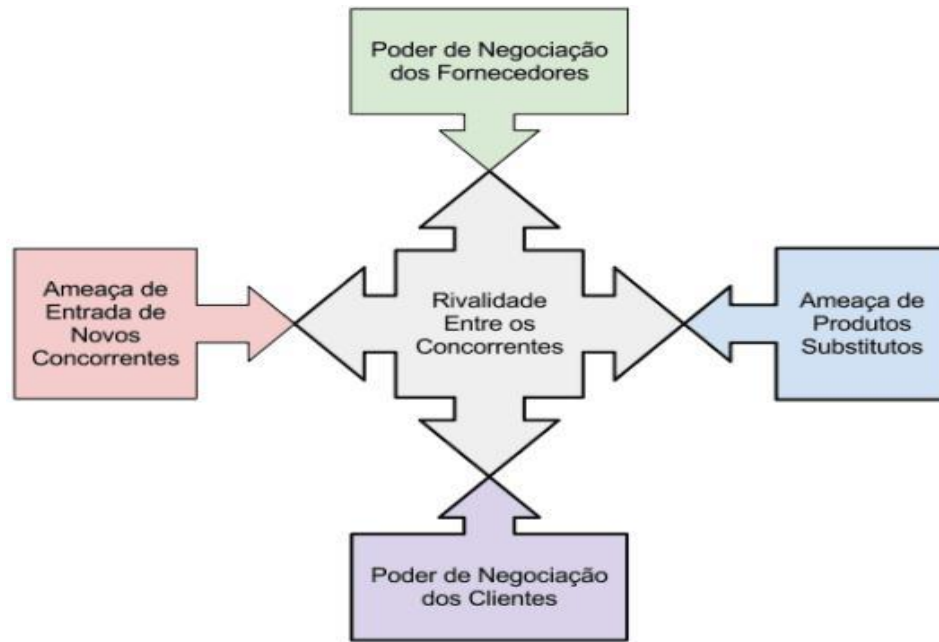 Poder de Negociação
dos Fornecedores
Ameaça de
Entrada de
Novos
Concorrentes
Rivalidade
Entre os
Concorrentes
Ameaça de
Produtos
Substitutos
Poder de Negociação
dos Clientes